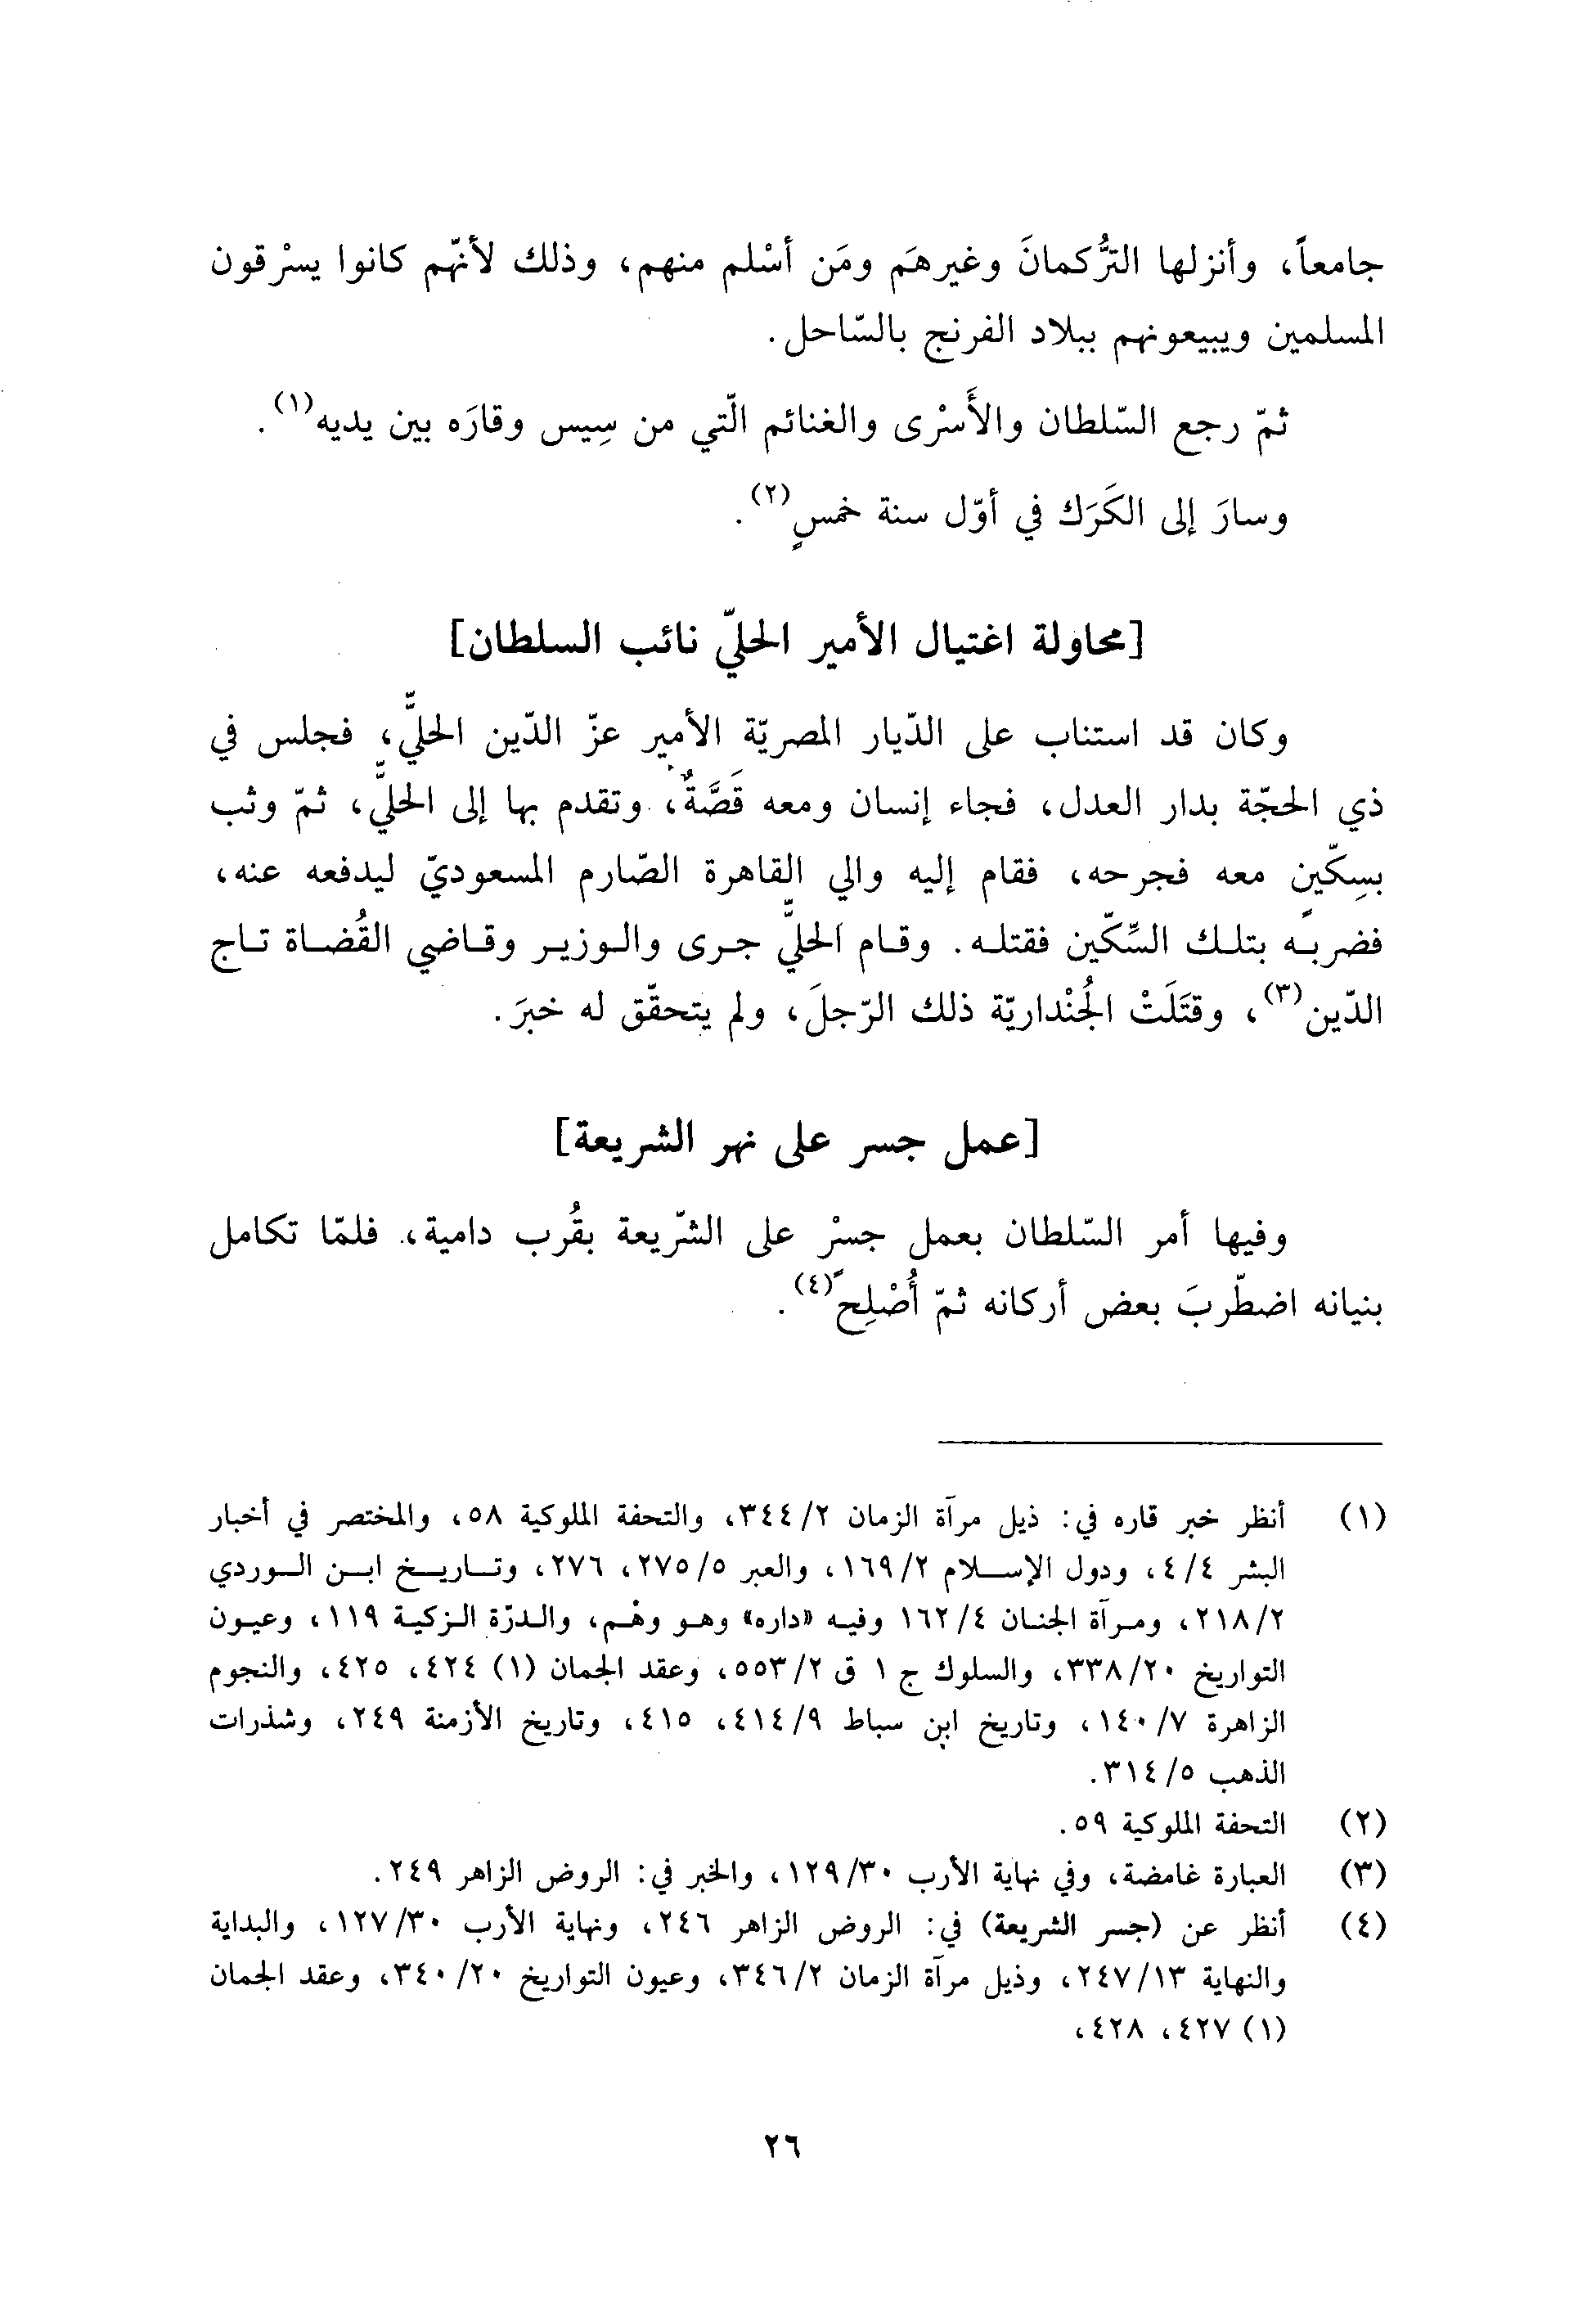 جامعاً، وأنزلها التُّركمانَ وغيرهَم ومَن أسْلم منهم، وذلك لأنّهم كانوا يسرْقون
المسلمين ويبيعونهم ببلاد الفرنج بالسّاحل.
ثمّ رجع السّلطان والأَسرْى والغنائم الّتي من سِيس وقارَه بين يديه(١).
وسارَ إلى الكَرَك في أوّل سنة خمسٍ(٢).
[محاولة اغتيال الأمير الحليّ نائب السلطان]
وكان قد استناب على الدّيار المصريّة الأمير عزّ الدّين الحليَّ، فجلس في
ذي الحجّة بدار العدل، فجاء إنسان ومعه قَصَّةٌ، وتقدم بها إلى الحليَّ، ثمّ وثب
بسِكّين معه فجرحه، فقام إليه والي القاهرة الصّارم المسعوديّ ليدفعه عنه،
فضربه بتلك السِّكّين فقتله. وقام الحليَّ جرى والوزير وقاضي القُضاة تاج
الدّين(٣)، وقتَلَتْ الجُنْداريّة ذلك الرّجلَ، ولم يتحقّق له خبرَ.
[عمل جسر على نهر الشريعة]
وفيها أمر السّلطان بعمل جسرْ على الشرّيعة بقُرب دامية، فلمّا تكامل
بنيانه اضطّربَ بعض أركانه ثمّ أُصْلِح(٤).
(١) أنظر خبر قاره في: ذيل مرآة الزمان ٣٤٤/٢، والتحفة الملوكية ٥٨، والمختصر في أخبار
البشر ٤/٤، ودول الإسلام ١٦٩/٢، والعبر ٢٧٥/٥، ٢٧٦، وتاريخ ابن الوردي
٢١٨/٢، ومرآة الجنان ١٦٢/٤ وفيه «داره» وهو وهْم، والدرّة الزكية ١١٩، وعيون
التواريخ ٣٣٨/٢٠، والسلوك ج ١ ق ٥٥٣/٢، وعقد الجمان (١) ٤٢٤، ٤٢٥، والنجوم
الزاهرة ١٤٠/٧، وتاريخ ابن سباط ٤١٤/٩، ٤١٥، وتاريخ الأزمنة ٢٤٩، وشذرات
الذهب ٣١٤/٥.
(٢) التحفة الملوكية ٥٩.
(٣) العبارة غامضة، وفي نهاية الأرب ١٢٩/٣٠، والخبر في: الروض الزاهر ٢٤٩.
(٤) أنظر عن (جسر الشريعة) في: الروض الزاهر ٢٤٦، ونهاية الأرب ١٢٧/٣٠، والبداية
والنهاية ٢٤٧/١٣، وذيل مرآة الزمان ٣٤٦/٢، وعيون التواريخ ٣٤٠/٢٠، وعقد الجمان
(١) ٤٢٧، ٤٢٨،
٢٦